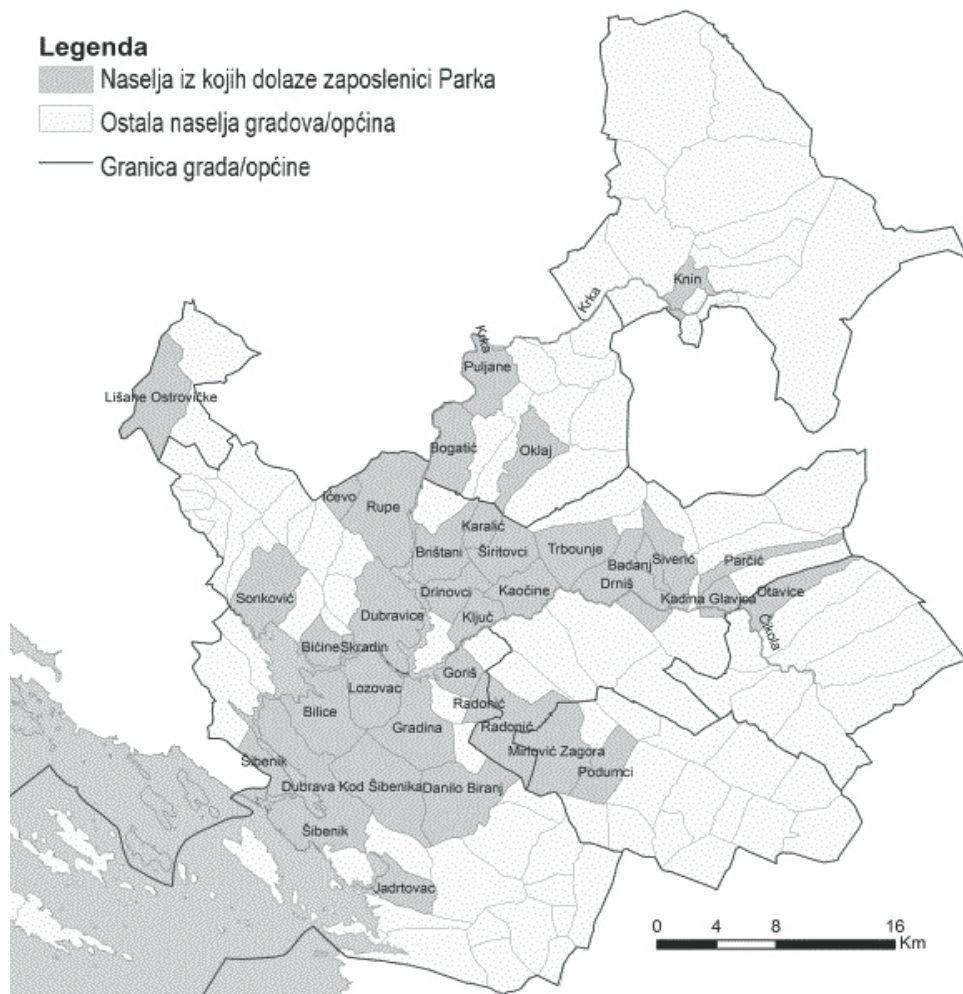 Legenda
Naselja iz kojih dolaze zaposlenici Parka
Ostala naselja gradova/općina
Granica grada/općine
Knin
Krka
Krka
Puljane
Lišane Ostrovičke
Bogatić
Oklaj
Ićevo
Rupe
Karalić
Brištani
Širitovci
Trbounje
Badanj
Siverić
Parčić
Drniš
Sonković
Drinovci
Kaočine
Kadina Glavica
Otavice
Dubravice
Ključ
Čikola
Bićine
Skradin
Goriš
Lozovac
Radonić
Bilice
Gradina
Radonić
Mirlović Zagora
Šibenik
Podumci
Dubrava Kod Šibenika
Danilo Biranj
Šibenik
Jadrtovac
0 4 8 16
Km